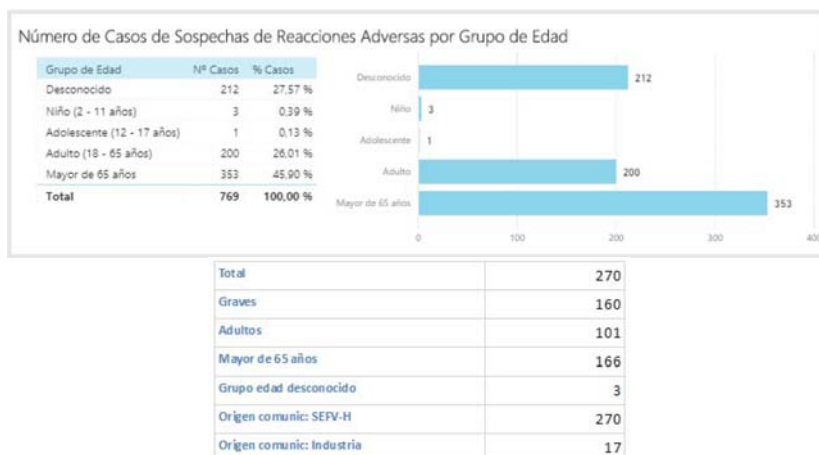 Número de Casos de Sospechas de Reacciones Adversas por Grupo de Edad
Grupo de Edad Nº Casos % Casos
Desconocido 212 27,57 %
Niño (2 - 11 años) 3 0,39 %
Adolescente (12 - 17 años) 1 0,13 %
Adulto (18 - 65 años) 200 26,01 %
Mayor de 65 años 353 45,90 %
Total 769 100,00 %
Desconocido 212
Niño 3
Adolescente 1
Adulto 200
Mayor de 65 años 353
0 100 200 300 400
Total 270
Graves 160
Adultos 101
Mayor de 65 años 166
Grupo edad desconocido 3
Origen comunic: SEFV-H 270
Origen comunic: Industria 17